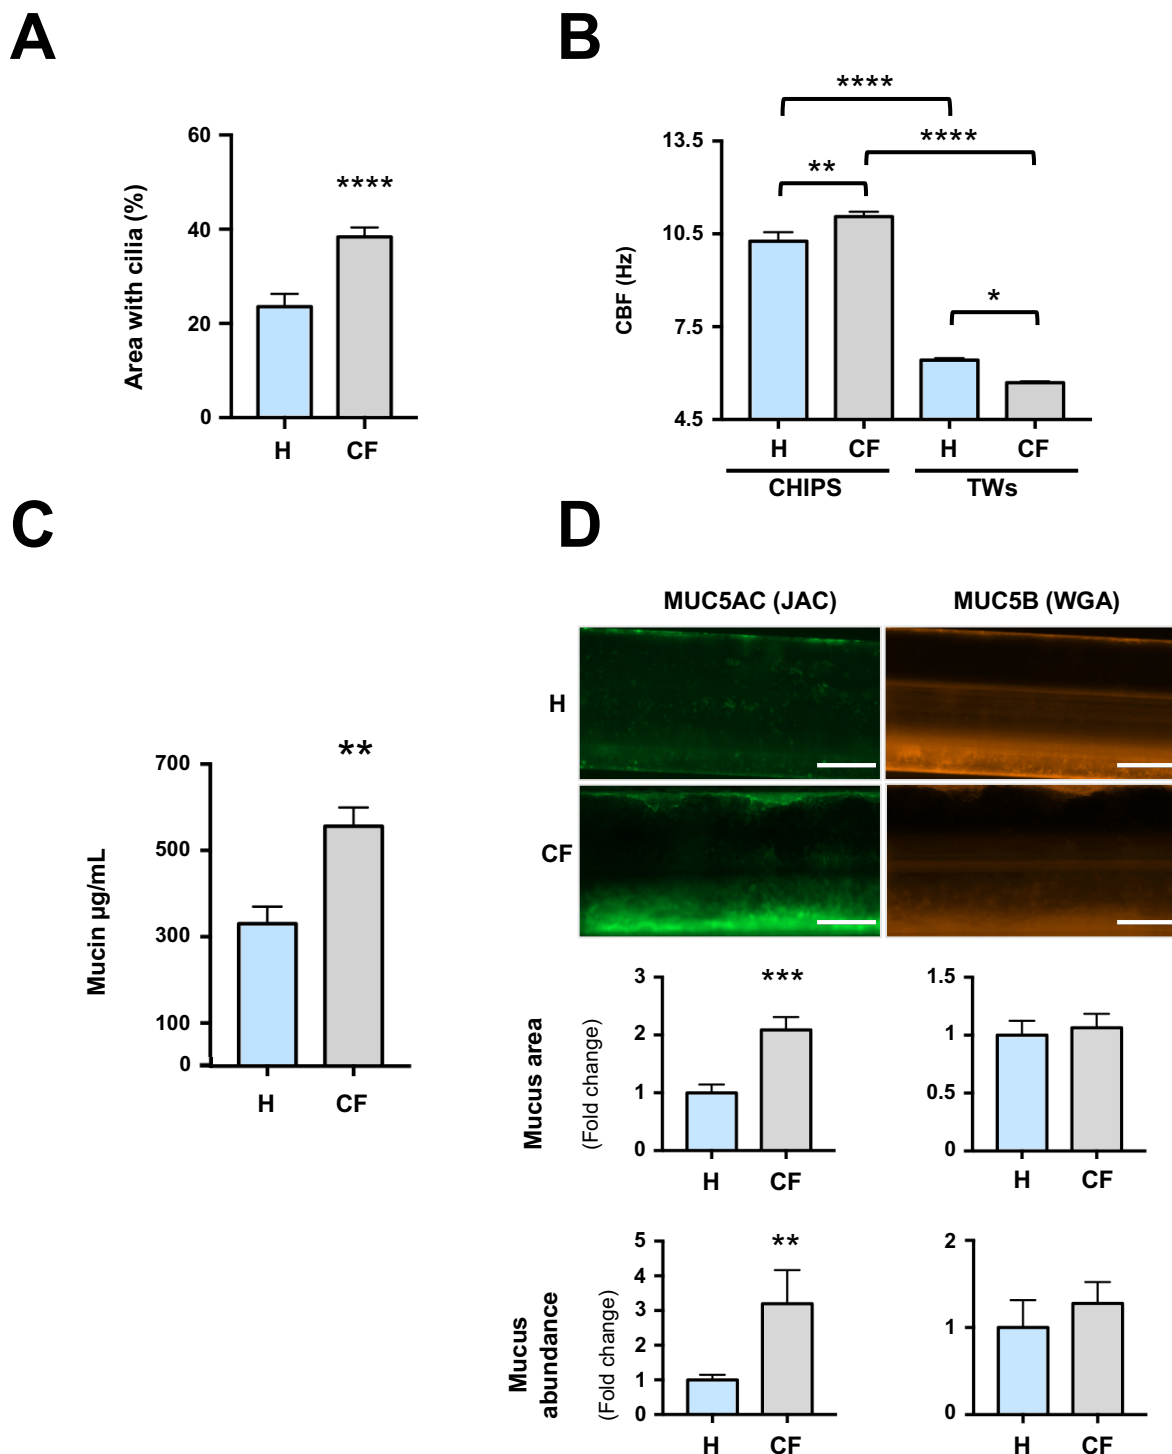 A
60
40
20
0
Area with cilia (%)
****
H CF
B
13.5
10.5
7.5
4.5
CBF (Hz)
****
****
**
*
H CF H CF
CHIPS TWs
C
700
500
300
100
0
Mucin µg/mL
**
H CF
D
MUC5AC (JAC) MUC5B (WGA)
H
CF
Mucus area
(Fold change)
3
2
1
0
***
H CF
1.5
1
0.5
0
H CF
Mucus
abundance
(Fold change)
5
4
3
2
1
0
**
H CF
2
1
0
H CF